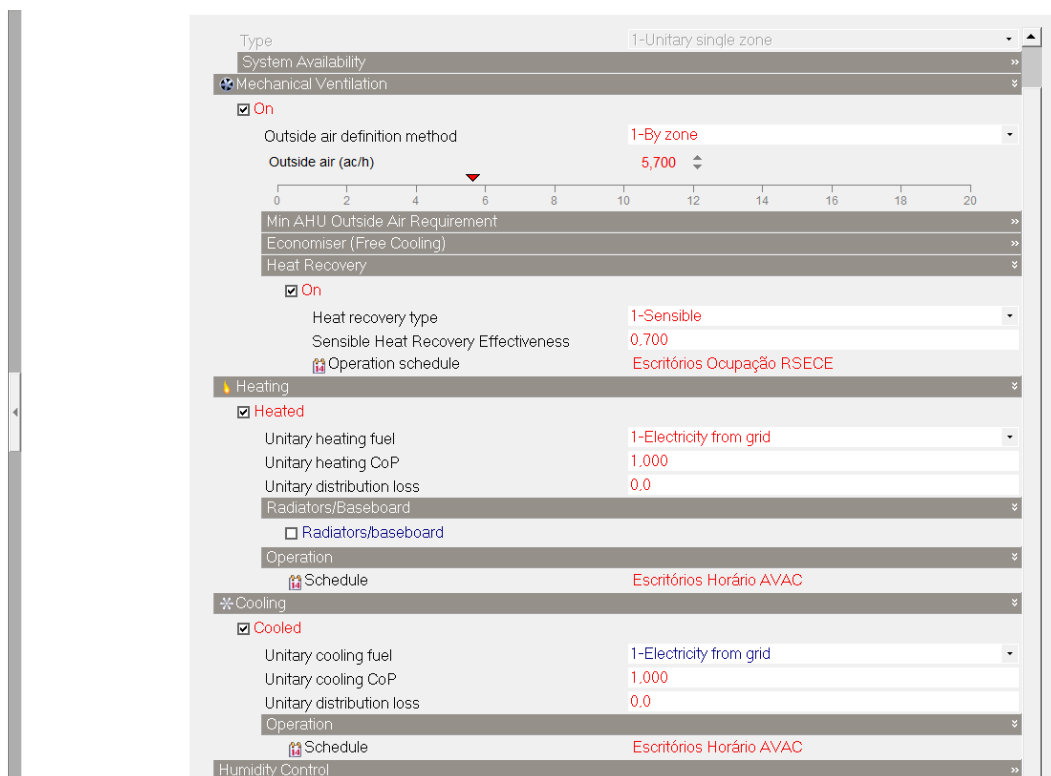 Type 1-Unitary single zone
System Availability
Mechanical Ventilation
On
Outside air definition method 1-By zone
Outside air (ac/h) 5,700
0 2 4 6 8 10 12 14 16 18 20
Min AHU Outside Air Requirement
Economiser (Free Cooling)
Heat Recovery
On
Heat recovery type 1-Sensible
Sensible Heat Recovery Effectiveness 0,700
14 Operation schedule Escritórios Ocupação RSECE
Heating
Heated
Unitary heating fuel 1-Electricity from grid
Unitary heating CoP 1,000
Unitary distribution loss 0,0
Radiators/Baseboard
Radiators/baseboard
Operation
14 Schedule Escritórios Horário AVAC
Cooling
Cooled
Unitary cooling fuel 1-Electricity from grid
Unitary cooling CoP 1,000
Unitary distribution loss 0,0
Operation
14 Schedule Escritórios Horário AVAC
Humidity Control